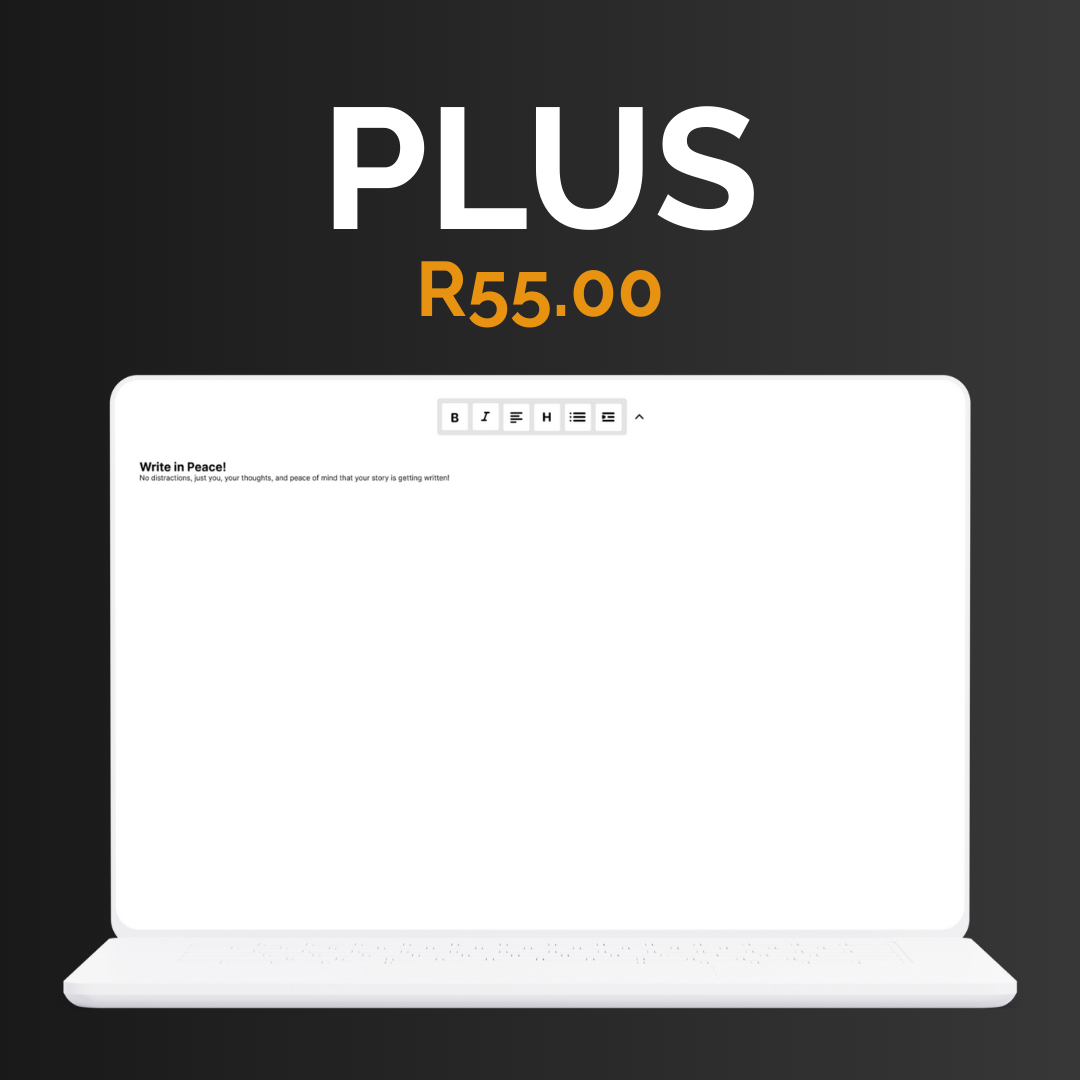 PLUS
R55.00
B I H
Write in Peace!
No distractions, just you, your thoughts, and peace of mind that your story is getting written!